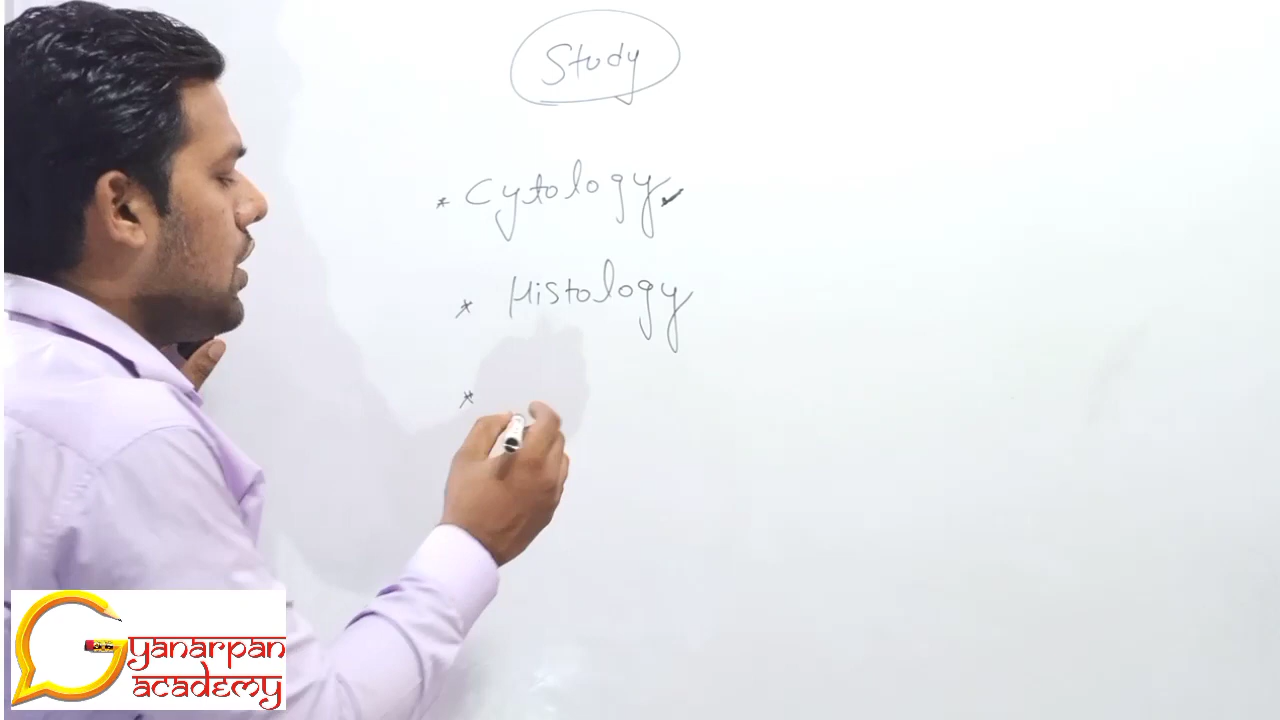 Study
* Cytology ✓
* Histology
*
Gyanarpan
academy